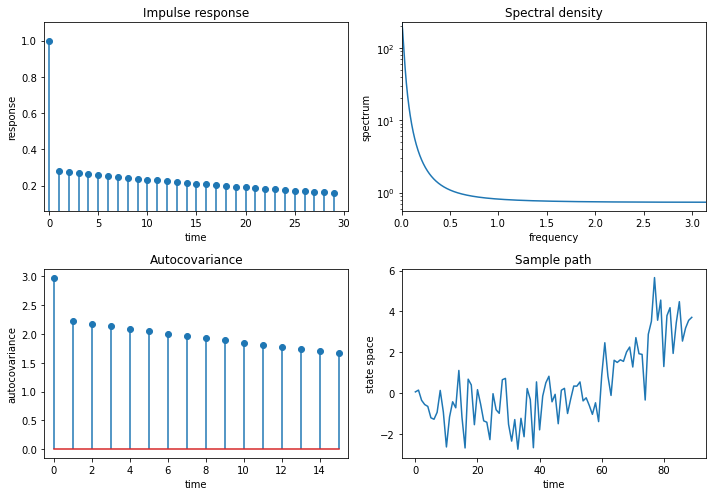 Impulse response
1.0
0.8
0.6
0.4
0.2
0 5 10 15 20 25 30
response
time
Spectral density
10²
10¹
10⁰
0.0 0.5 1.0 1.5 2.0 2.5 3.0
spectrum
frequency
Autocovariance
3.0
2.5
2.0
1.5
1.0
0.5
0.0
0 2 4 6 8 10 12 14
autocovariance
time
Sample path
6
4
2
0
−2
0 20 40 60 80
state space
time